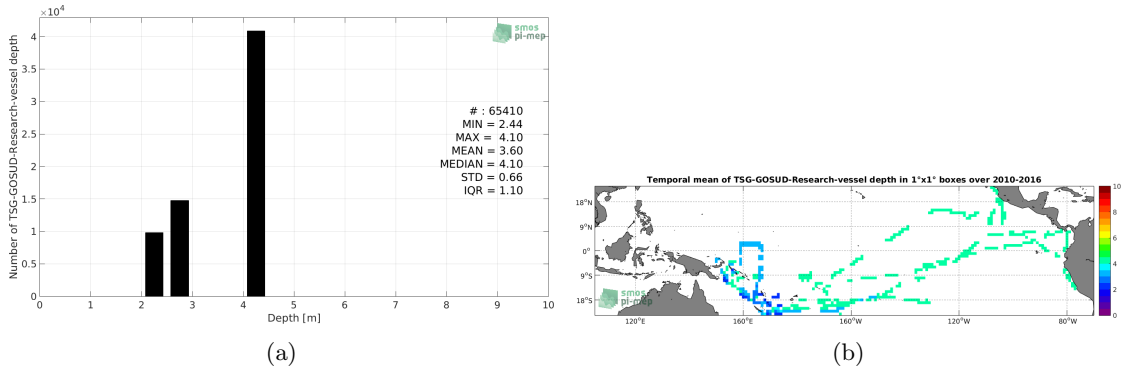 ×10⁴
4
3.5
3
2.5
2
1.5
1
0.5
0
Number of TSG-GOSUD-Research-vessel depth
smos
pi-mep
# : 65410
MIN = 2.44
MAX = 4.10
MEAN = 3.60
MEDIAN = 4.10
STD = 0.66
IQR = 1.10
0 1 2 3 4 5 6 7 8 9 10
Depth [m]
(a)
Temporal mean of TSG-GOSUD-Research-vessel depth in 1°x1° boxes over 2010-2016
18°N
9°N
0°
9°S
18°S
smos
pi-mep
120°E 160°E 160°W 120°W 80°W
10
8
6
4
2
0
(b)